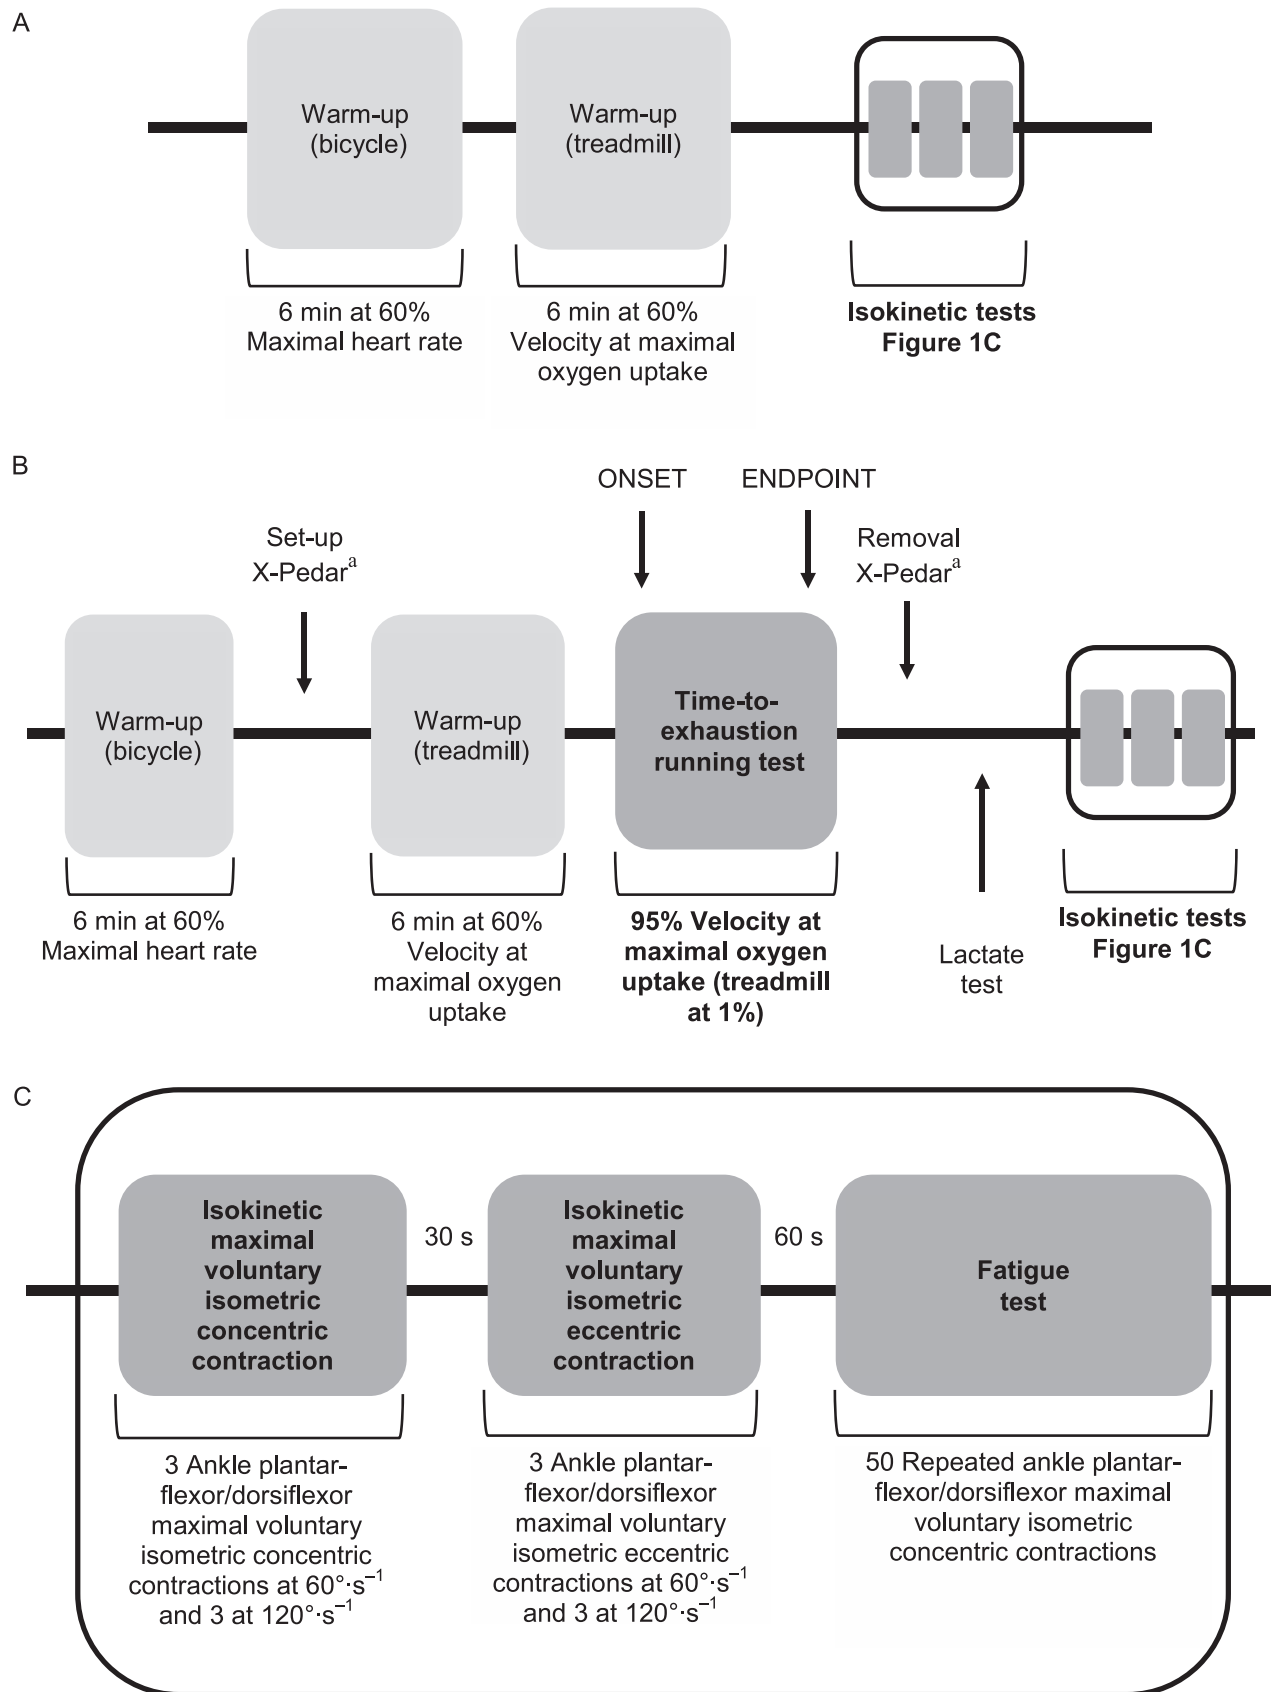 A
Warm-up
(bicycle)
Warm-up
(treadmill)
6 min at 60%
Maximal heart rate
6 min at 60%
Velocity at maximal
oxygen uptake
Isokinetic tests
Figure 1C
B
ONSET
ENDPOINT
Set-up
X-Pedarᵃ
Removal
X-Pedarᵃ
Warm-up
(bicycle)
Warm-up
(treadmill)
Time-to-
exhaustion
running test
6 min at 60%
Maximal heart rate
6 min at 60%
Velocity at
maximal oxygen
uptake
95% Velocity at
maximal oxygen
uptake (treadmill
at 1%)
Lactate
test
Isokinetic tests
Figure 1C
C
Isokinetic
maximal
voluntary
isometric
concentric
contraction
30 s
Isokinetic
maximal
voluntary
isometric
eccentric
contraction
60 s
Fatigue
test
3 Ankle plantar-
flexor/dorsiflexor
maximal voluntary
isometric concentric
contractions at 60°·s⁻¹
and 3 at 120°·s⁻¹
3 Ankle plantar-
flexor/dorsiflexor
maximal voluntary
isometric eccentric
contractions at 60°·s⁻¹
and 3 at 120°·s⁻¹
50 Repeated ankle plantar-
flexor/dorsiflexor maximal
voluntary isometric
concentric contractions